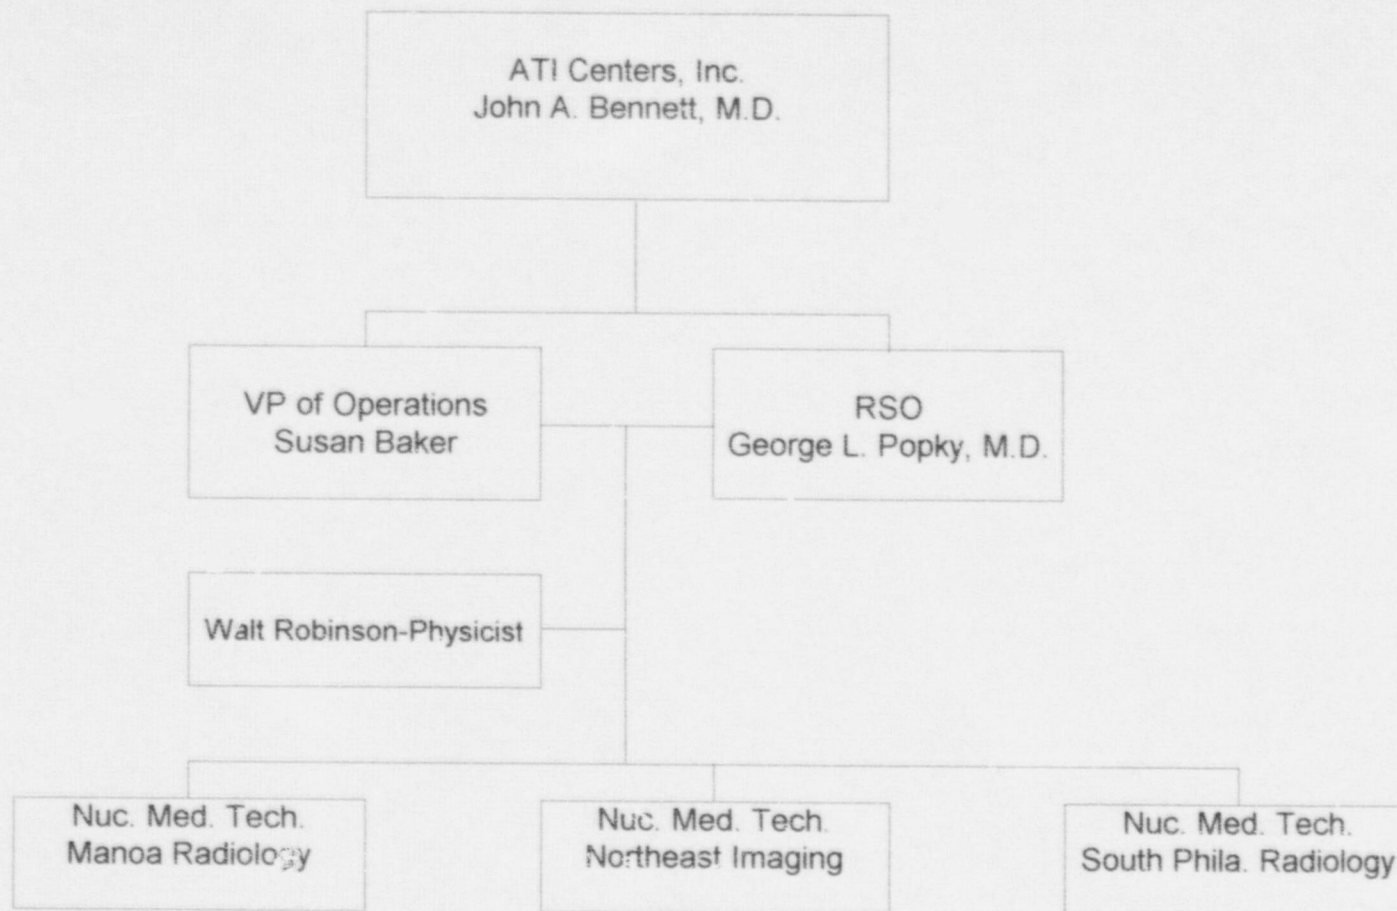 ATI Centers, Inc.
John A. Bennett, M.D.
VP of Operations
Susan Baker
RSO
George L. Popky, M.D.
Walt Robinson-Physicist
Nuc. Med. Tech.
Manoa Radiology
Nuc. Med. Tech.
Northeast Imaging
Nuc. Med. Tech.
South Phila. Radiology